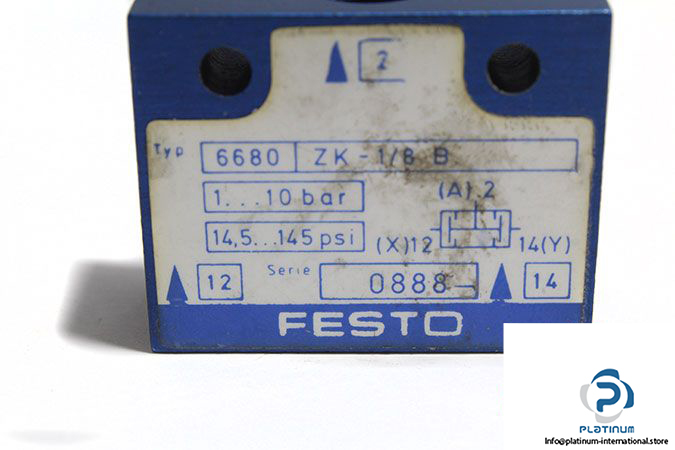 2
Typ 6680 ZK-1/8 B
1...10 bar
(A) 2
14,5...145 psi
(X)12 14(Y)
12 Serie 0888 14
FESTO
PLATINUM
Info@platinum-international.store